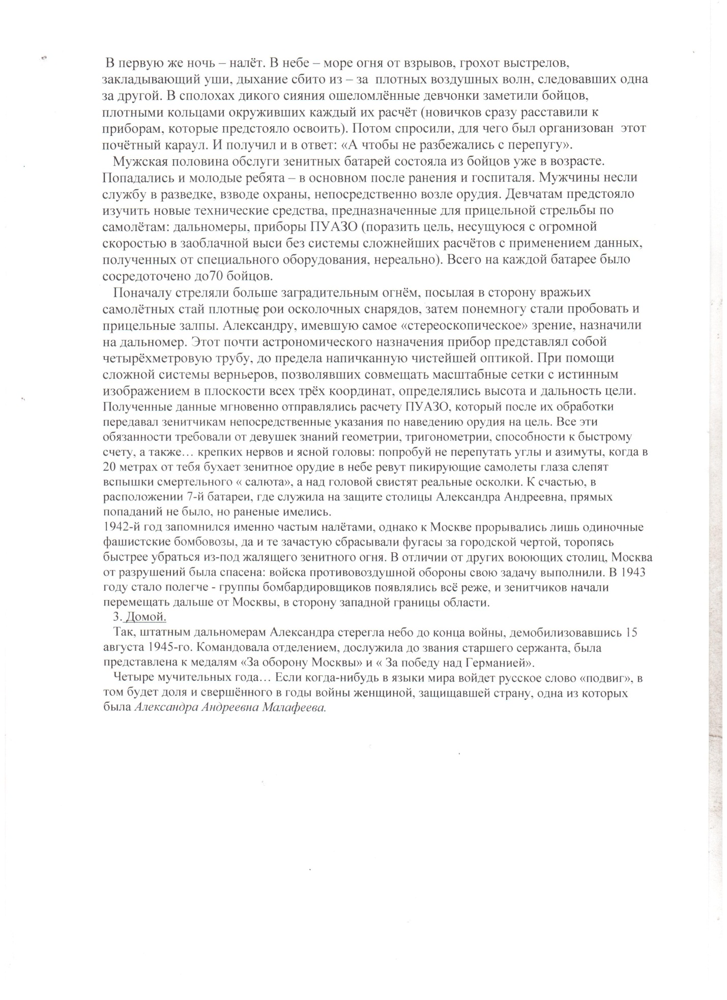 В первую же ночь – налёт. В небе – море огня от взрывов, грохот выстрелов,
закладывающий уши, дыхание сбито из – за  плотных воздушных волн, следовавших одна
за другой. В сполохах дикого сияния ошеломлённые девчонки заметили бойцов,
плотными кольцами окруживших каждый их расчёт (новичков сразу расставили к
приборам, которые предстояло освоить). Потом спросили, для чего был организован  этот
почётный караул. И получил и в ответ: «А чтобы не разбежались с перепугу».
Мужская половина обслуги зенитных батарей состояла из бойцов уже в возрасте.
Попадались и молодые ребята – в основном после ранения и госпиталя. Мужчины несли
службу в разведке, взводе охраны, непосредственно возле орудия. Девчатам предстояло
изучить новые технические средства, предназначенные для прицельной стрельбы по
самолётам: дальномеры, приборы ПУАЗО (поразить цель, несущуюся с огромной
скоростью в заоблачной выси без системы сложнейших расчётов с применением данных,
полученных от специального оборудования, нереально). Всего на каждой батарее было
сосредоточено до70 бойцов.
Поначалу стреляли больше заградительным огнём, посылая в сторону вражьих
самолётных стай плотные рои осколочных снарядов, затем понемногу стали пробовать и
прицельные залпы. Александру, имевшую самое «стереоскопическое» зрение, назначили
на дальномер. Этот почти астрономического назначения прибор представлял собой
четырёхметровую трубу, до предела напичканную чистейшей оптикой. При помощи
сложной системы верньеров, позволявших совмещать масштабные сетки с истинным
изображением в плоскости всех трёх координат, определялись высота и дальность цели.
Полученные данные мгновенно отправлялись расчету ПУАЗО, который после их обработки
передавал зенитчикам непосредственные указания по наведению орудия на цель. Все эти
обязанности требовали от девушек знаний геометрии, тригонометрии, способности к быстрому
счету, а также… крепких нервов и ясной головы: попробуй не перепутать углы и азимуты, когда в
20 метрах от тебя бухает зенитное орудие в небе ревут пикирующие самолеты глаза слепят
вспышки смертельного « салюта», а над головой свистят реальные осколки. К счастью, в
расположении 7-й батареи, где служила на защите столицы Александра Андреевна, прямых
попаданий не было, но раненые имелись.
1942-й год запомнился именно частым налётами, однако к Москве прорывались лишь одиночные
фашистские бомбовозы, да и те зачастую сбрасывали фугасы за городской чертой, торопясь
быстрее убраться из-под жалящего зенитного огня. В отличии от других воюющих столиц, Москва
от разрушений была спасена: войска противовоздушной обороны свою задачу выполнили. В 1943
году стало полегче - группы бомбардировщиков появлялись всё реже, и зенитчиков начали
перемещать дальше от Москвы, в сторону западной границы области.
3. Домой.
Так, штатным дальномерам Александра стерегла небо до конца войны, демобилизовавшись 15
августа 1945-го. Командовала отделением, дослужила до звания старшего сержанта, была
представлена к медалям «За оборону Москвы» и « За победу над Германией».
Четыре мучительных года… Если когда-нибудь в языки мира войдет русское слово «подвиг», в
том будет доля и свершённого в годы войны женщиной, защищавшей страну, одна из которых
была Александра Андреевна Малафеева.